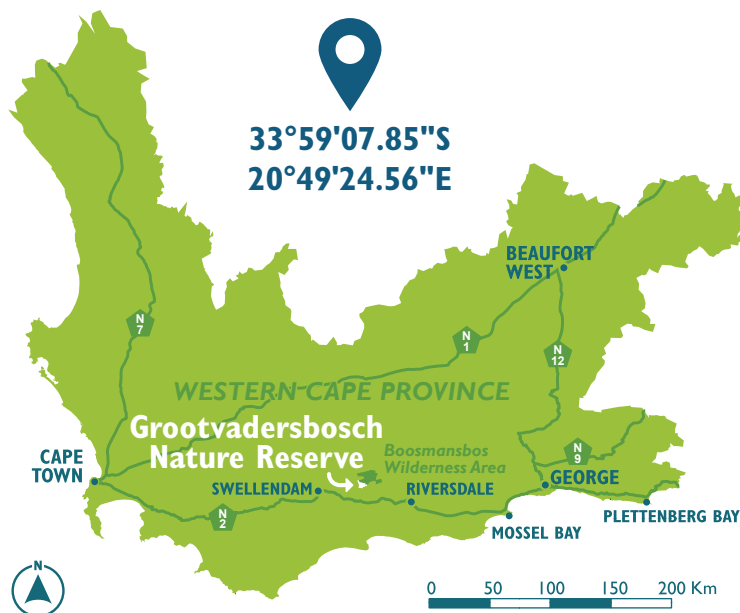 33°59'07.85"S
20°49'24.56"E
BEAUFORT
WEST
N
7
N
1
N
12
WESTERN CAPE PROVINCE
Grootvadersbosch
Nature Reserve
Boosmansbos
Wilderness Area
CAPE
TOWN
N
9
GEORGE
SWELLENDAM
RIVERSDALE
N
2
MOSSEL BAY
PLETTENBERG BAY
N
0 50 100 150 200 Km